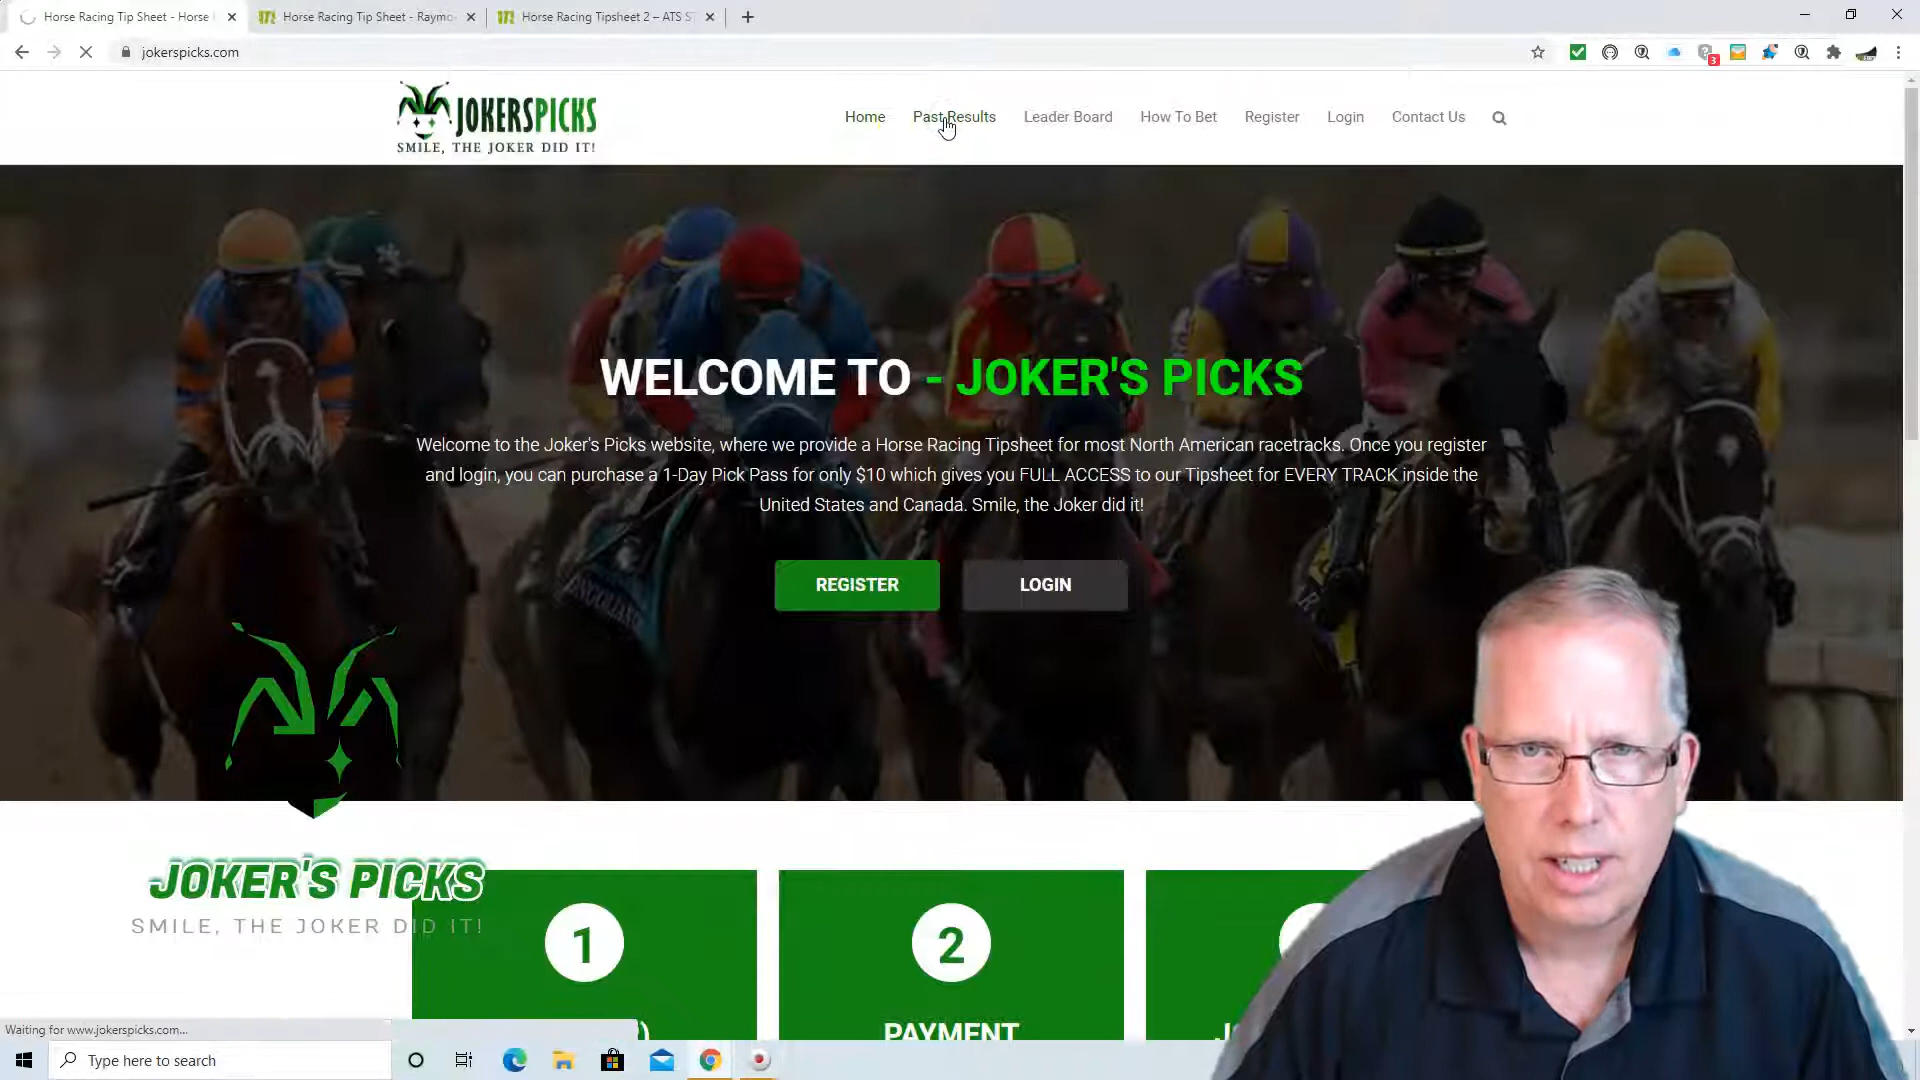 Horse Racing Tip Sheet - Horse
Horse Racing Tip Sheet - Raymo
Horse Racing Tipsheet 2 – ATS S
jokerspicks.com
3
JOKERSPICKS
SMILE, THE JOKER DID IT!
Home
Past Results
Leader Board
How To Bet
Register
Login
Contact Us
WELCOME TO - JOKER'S PICKS
Welcome to the Joker's Picks website, where we provide a Horse Racing Tipsheet for most North American racetracks. Once you register
and login, you can purchase a 1-Day Pick Pass for only $10 which gives you FULL ACCESS to our Tipsheet for EVERY TRACK inside the
United States and Canada. Smile, the Joker did it!
REGISTER
LOGIN
JOKER'S PICKS
SMILE, THE JOKER DID IT!
1
2
PAYMENT
Waiting for www.jokerspicks.com...
Type here to search